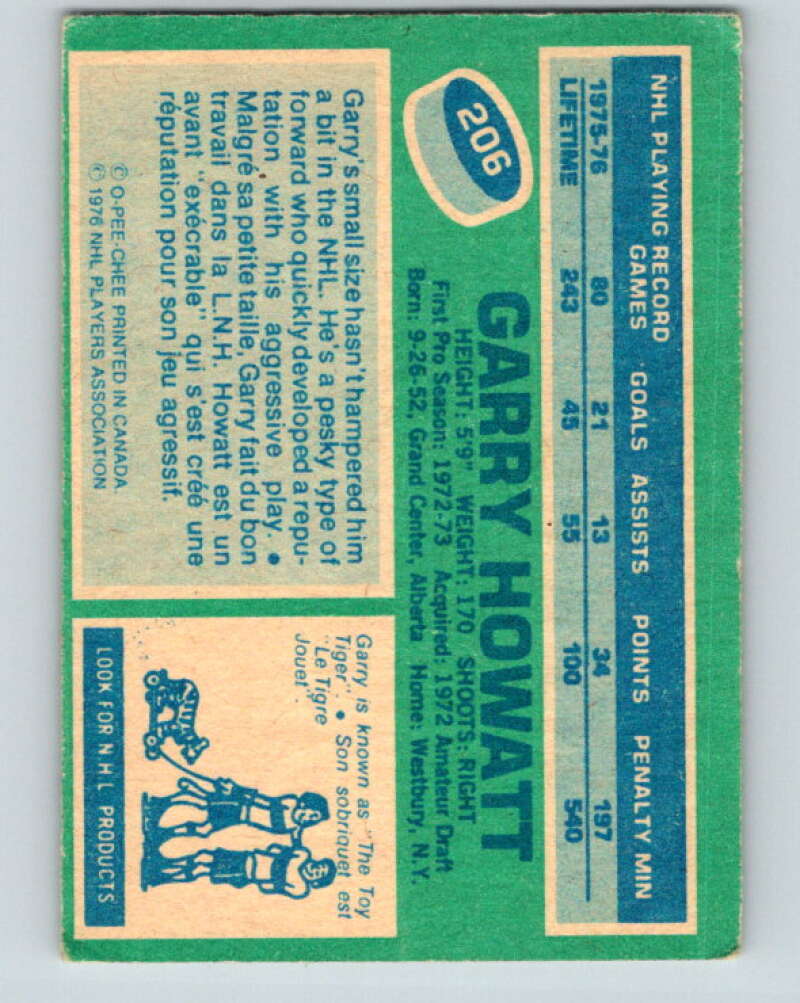 NHL PLAYING RECORD
GAMES GOALS ASSISTS POINTS PENALTY MIN
1975-76 80 21 13 34 197
LIFETIME 243 45 55 100 540
206
GARRY HOWATT
HEIGHT: 5'9" WEIGHT: 170 SHOOTS: RIGHT
First Pro Season: 1972-73 Acquired: 1972 Amateur Draft
Born: 9-26-52, Grand Center, Alberta Home: Westbury, N.Y.
Garry's small size hasn't hampered him
a bit in the NHL. He's a pesky type of
forward who quickly developed a repu-
tation with his aggressive play. •
Malgré sa petite taille, Garry fait du bon
travail dans la L.N.H. Howatt est un
avant "exécrable" qui s'est créé une
réputation pour son jeu agressif.
© O-PEE-CHEE PRINTED IN CANADA.
© 1976 NHL PLAYERS ASSOCIATION
Garry is known as "The Toy
Tiger". • Son sobriquet est
"Le Tigre
Jouet".
LOOK FOR N H L PRODUCTS